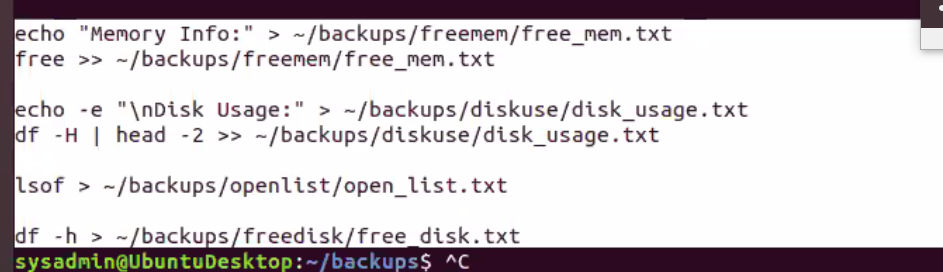 echo "Memory Info:" > ~/backups/freemem/free_mem.txt
free >> ~/backups/freemem/free_mem.txt
echo -e "\nDisk Usage:" > ~/backups/diskuse/disk_usage.txt
df -H | head -2 >> ~/backups/diskuse/disk_usage.txt
lsof > ~/backups/openlist/open_list.txt
df -h > ~/backups/freedisk/free_disk.txt
sysadmin@UbuntuDesktop:~/backups$ ^C